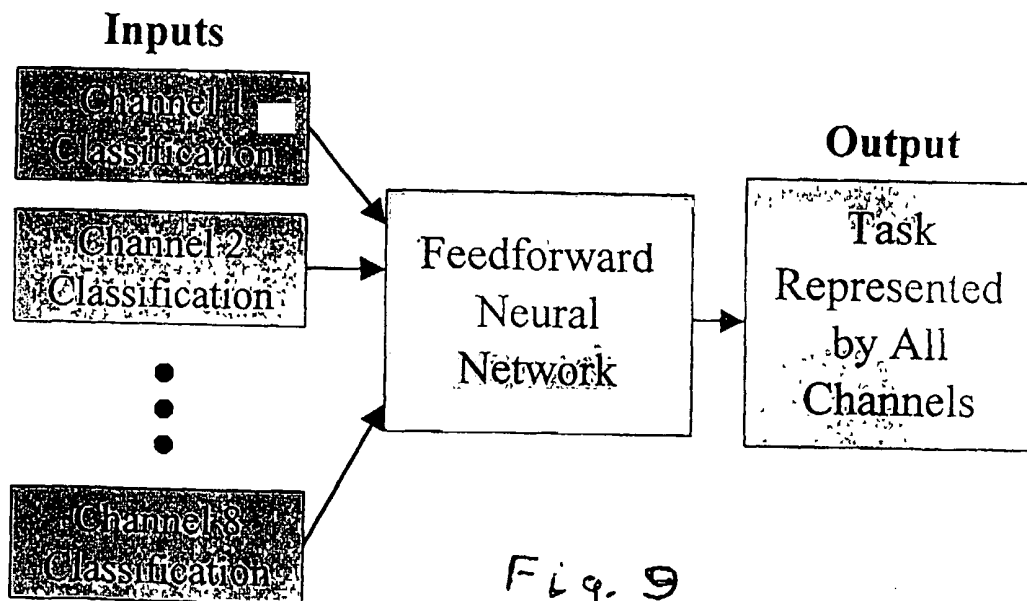 Inputs
Channel 1
Classification
Channel 2
Classification
Channel 8
Classification
Feedforward
Neural
Network
Output
Task
Represented
by All
Channels
Fig. 9